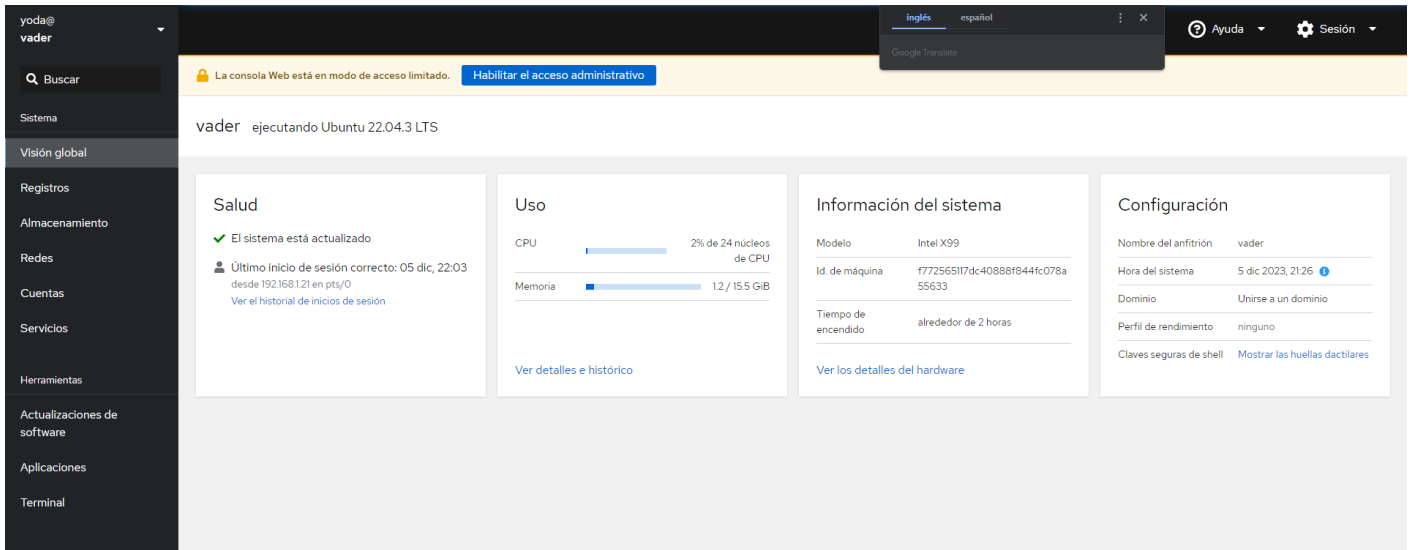 yoda@
vader
inglés español
Google Translate
Ayuda
Sesión
Buscar
La consola Web está en modo de acceso limitado. Habilitar el acceso administrativo
Sistema
vader ejecutando Ubuntu 22.04.3 LTS
Visión global
Registros
Almacenamiento
Redes
Cuentas
Servicios
Herramientas
Actualizaciones de
software
Aplicaciones
Terminal
Salud
El sistema está actualizado
Último inicio de sesión correcto: 05 dic, 22:03
desde 192.168.1.21 en pts/0
Ver el historial de inicios de sesión
Uso
CPU 2% de 24 núcleos
de CPU
Memoria 1.2 / 15.5 GiB
Ver detalles e histórico
Información del sistema
Modelo Intel X99
Id. de máquina f772565117dc40888f844fc078a
55633
Tiempo de
encendido alrededor de 2 horas
Ver los detalles del hardware
Configuración
Nombre del anfitrión vader
Hora del sistema 5 dic 2023, 21:26
Dominio Unirse a un dominio
Perfil de rendimiento ninguno
Claves seguras de shell Mostrar las huellas dactilares